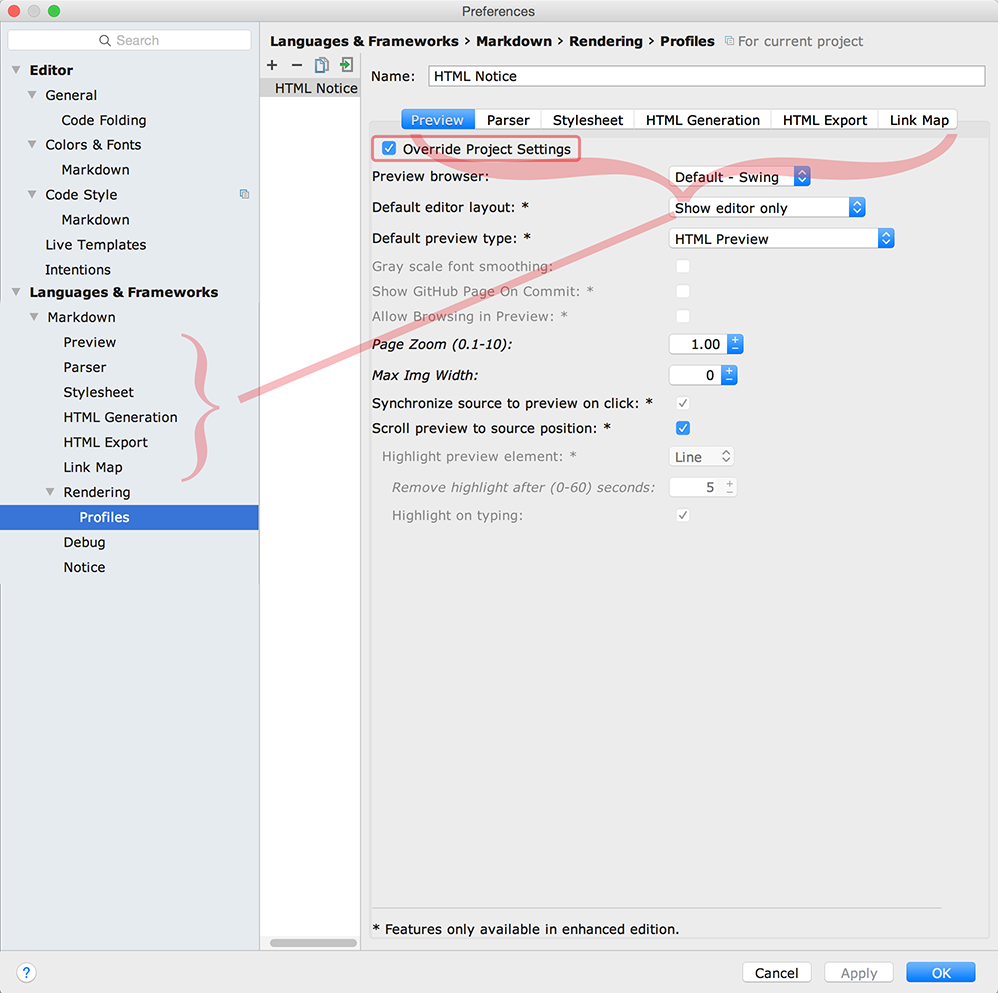 Preferences
Search
Languages & Frameworks › Markdown › Rendering › Profiles For current project
Editor
General
Code Folding
Colors & Fonts
Markdown
Code Style
Markdown
Live Templates
Intentions
Languages & Frameworks
Markdown
Preview
Parser
Stylesheet
HTML Generation
HTML Export
Link Map
Rendering
Profiles
Debug
Notice
HTML Notice
Name: HTML Notice
Preview Parser Stylesheet HTML Generation HTML Export Link Map
Override Project Settings
Preview browser: Default - Swing
Default editor layout: * Show editor only
Default preview type: * HTML Preview
Gray scale font smoothing:
Show GitHub Page On Commit: *
Allow Browsing in Preview: *
Page Zoom (0.1-10): 1.00
Max Img Width: 0
Synchronize source to preview on click: *
Scroll preview to source position: *
Highlight preview element: * Line
Remove highlight after (0-60) seconds: 5
Highlight on typing:
* Features only available in enhanced edition.
? Cancel Apply OK